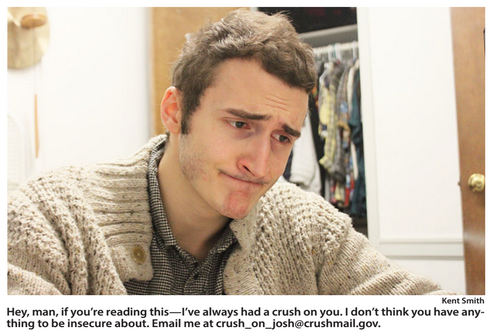 Kent Smith
Hey, man, if you're reading this—I've always had a crush on you. I don't think you have any-
thing to be insecure about. Email me at crush_on_josh@crushmail.gov.